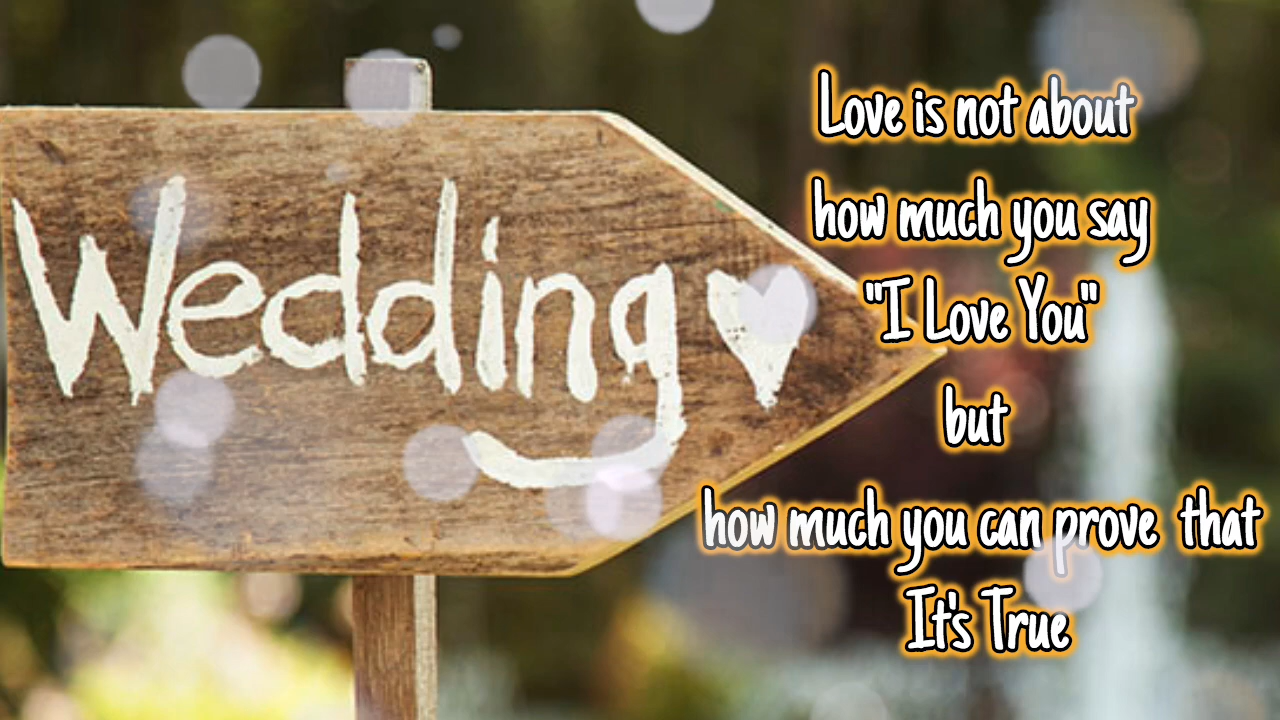 Wedding
Love is not about
how much you say
"I Love You"
but
how much you can prove that
It's True